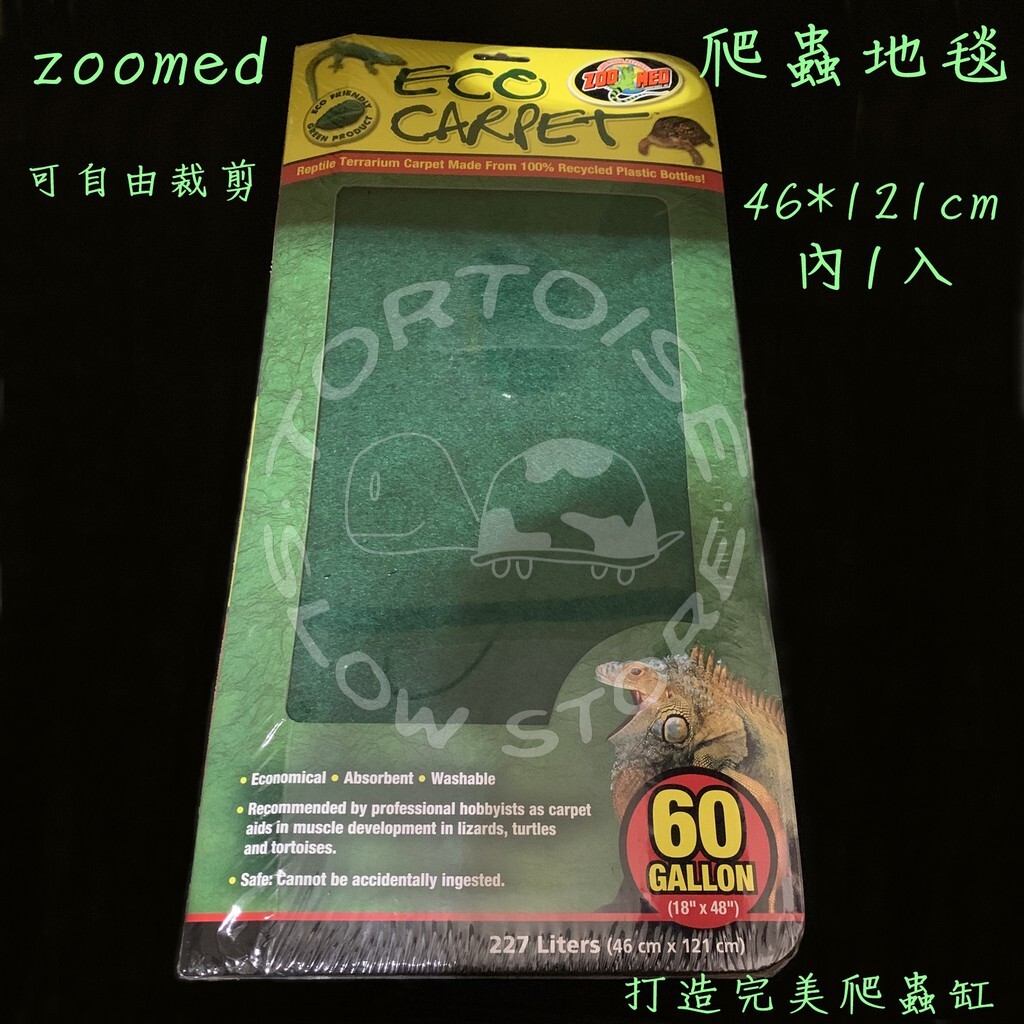 zoomed
爬蟲地毯
可自由裁剪
46*121cm
內1入
ECO FRIENDLY
GREEN PRODUCT
ECO
CARPET
ZOO MED
Reptile Terrarium Carpet Made From 100% Recycled Plastic Bottles!
S.TORTOISE
SLOW STORE
• Economical • Absorbent • Washable
• Recommended by professional hobbyists as carpet
aids in muscle development in lizards, turtles
and tortoises.
• Safe: Cannot be accidentally ingested.
60
GALLON
(18" x 48")
227 Liters (46 cm x 121 cm)
打造完美爬蟲缸